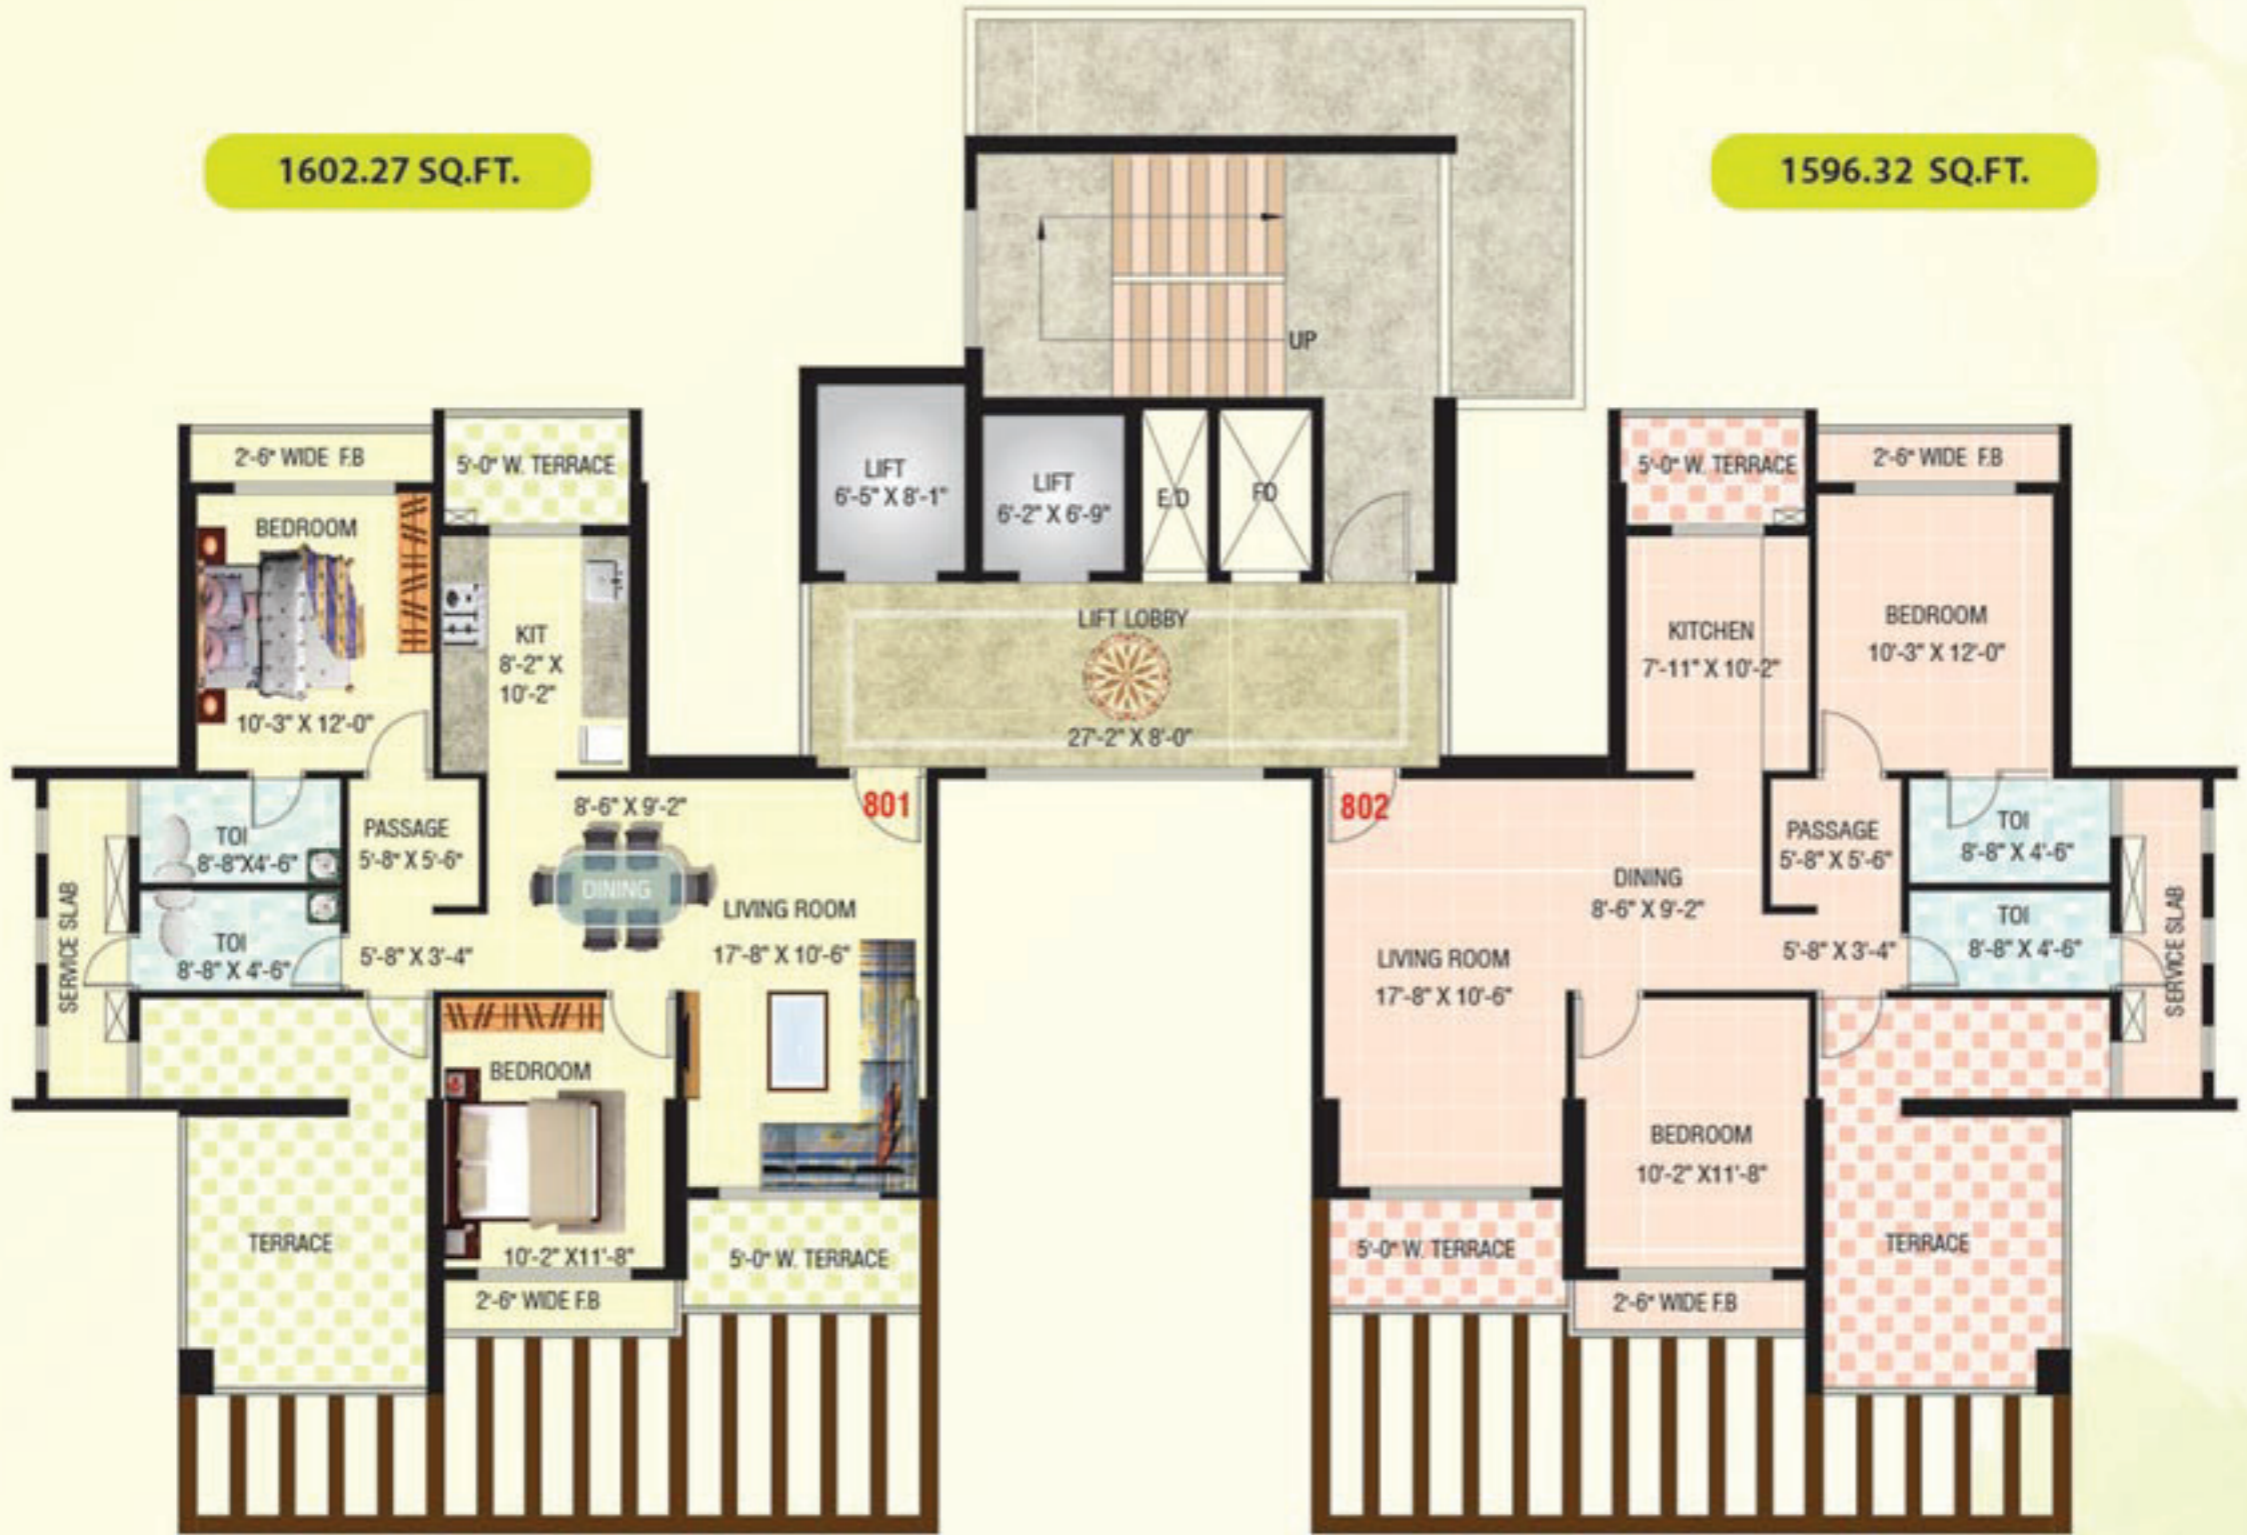 1602.27 SQ.FT.
1596.32 SQ.FT.
UP
2'-6" WIDE F.B
5'-0" W. TERRACE
BEDROOM
10'-3" X 12'-0"
KIT
8'-2" X
10'-2"
LIFT
6'-5" X 8'-1"
LIFT
6'-2" X 6'-9"
E/D
FD
LIFT LOBBY
27'-2" X 8'-0"
5'-0" W. TERRACE
2'-6" WIDE F.B
KITCHEN
7'-11" X 10'-2"
BEDROOM
10'-3" X 12'-0"
SERVICE SLAB
TOI
8'-8"X4'-6"
TOI
8'-8" X 4'-6"
PASSAGE
5'-8" X 5'-6"
5'-8" X 3'-4"
8'-6" X 9'-2"
DINING
801
LIVING ROOM
17'-8" X 10'-6"
BEDROOM
10'-2" X11'-8"
2'-6" WIDE F.B
5'-0" W. TERRACE
TERRACE
802
LIVING ROOM
17'-8" X 10'-6"
DINING
8'-6" X 9'-2"
PASSAGE
5'-8" X 5'-6"
5'-8" X 3'-4"
TOI
8'-8" X 4'-6"
TOI
8'-8" X 4'-6"
SERVICE SLAB
BEDROOM
10'-2" X11'-8"
5'-0" W. TERRACE
2'-6" WIDE F.B
TERRACE